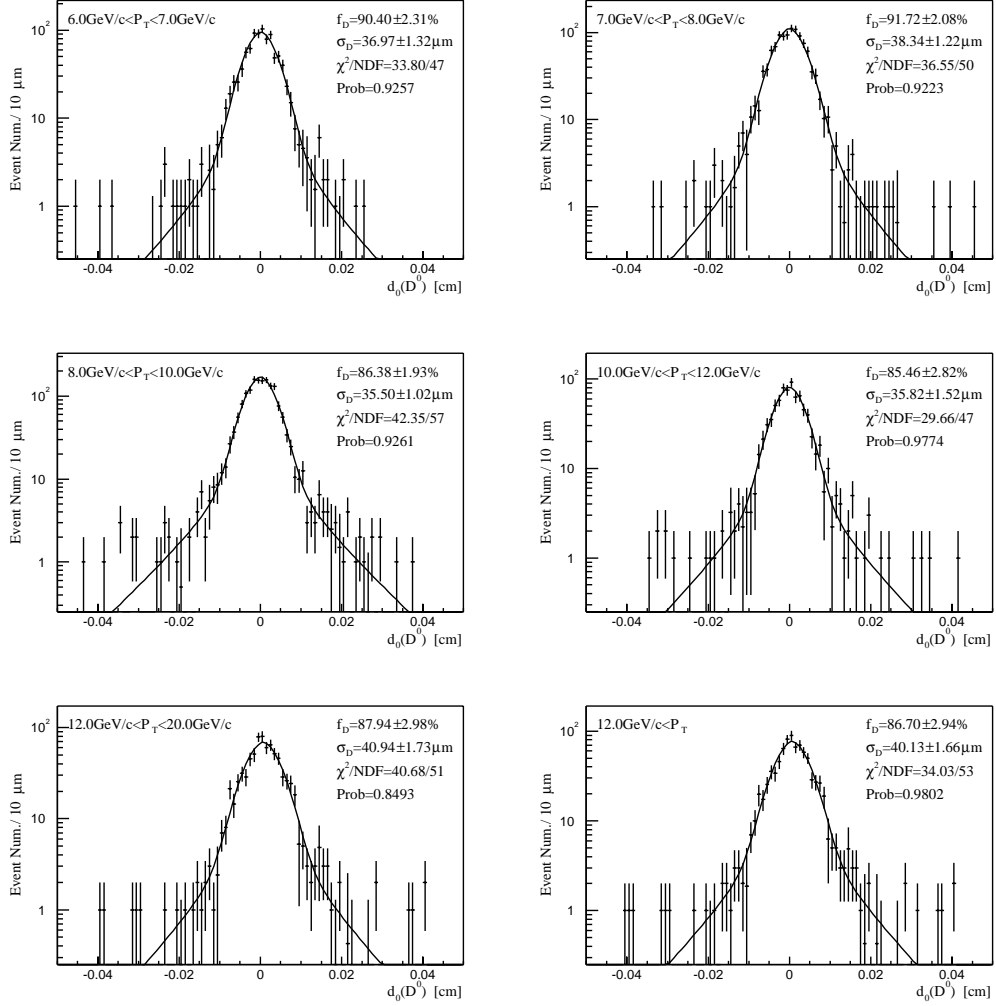 6.0GeV/c<P_T<7.0GeV/c
f_D=90.40±2.31%
σ_D=36.97±1.32μm
χ²/NDF=33.80/47
Prob=0.9257
Event Num./ 10 μm
10²
10
1
-0.04 -0.02 0 0.02 0.04
d₀(D⁰) [cm]
7.0GeV/c<P_T<8.0GeV/c
f_D=91.72±2.08%
σ_D=38.34±1.22μm
χ²/NDF=36.55/50
Prob=0.9223
Event Num./ 10 μm
10²
10
1
-0.04 -0.02 0 0.02 0.04
d₀(D⁰) [cm]
8.0GeV/c<P_T<10.0GeV/c
f_D=86.38±1.93%
σ_D=35.50±1.02μm
χ²/NDF=42.35/57
Prob=0.9261
Event Num./ 10 μm
10²
10
1
-0.04 -0.02 0 0.02 0.04
d₀(D⁰) [cm]
10.0GeV/c<P_T<12.0GeV/c
f_D=85.46±2.82%
σ_D=35.82±1.52μm
χ²/NDF=29.66/47
Prob=0.9774
Event Num./ 10 μm
10²
10
1
-0.04 -0.02 0 0.02 0.04
d₀(D⁰) [cm]
12.0GeV/c<P_T<20.0GeV/c
f_D=87.94±2.98%
σ_D=40.94±1.73μm
χ²/NDF=40.68/51
Prob=0.8493
Event Num./ 10 μm
10²
10
1
-0.04 -0.02 0 0.02 0.04
d₀(D⁰) [cm]
12.0GeV/c<P_T
f_D=86.70±2.94%
σ_D=40.13±1.66μm
χ²/NDF=34.03/53
Prob=0.9802
Event Num./ 10 μm
10²
10
1
-0.04 -0.02 0 0.02 0.04
d₀(D⁰) [cm]